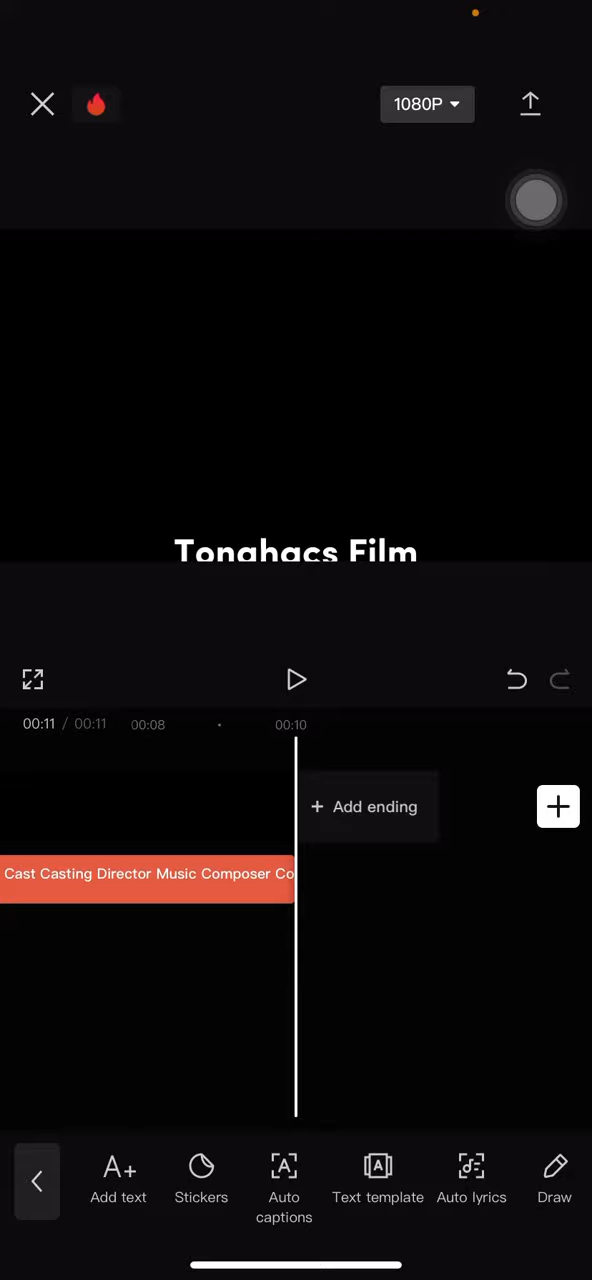 1080P
Tonghacs Film
00:11 / 00:11 00:08 00:10
+ Add ending
Cast Casting Director Music Composer Co
A+
Add text
Stickers
A
Auto captions
A
Text template
Auto lyrics
Draw